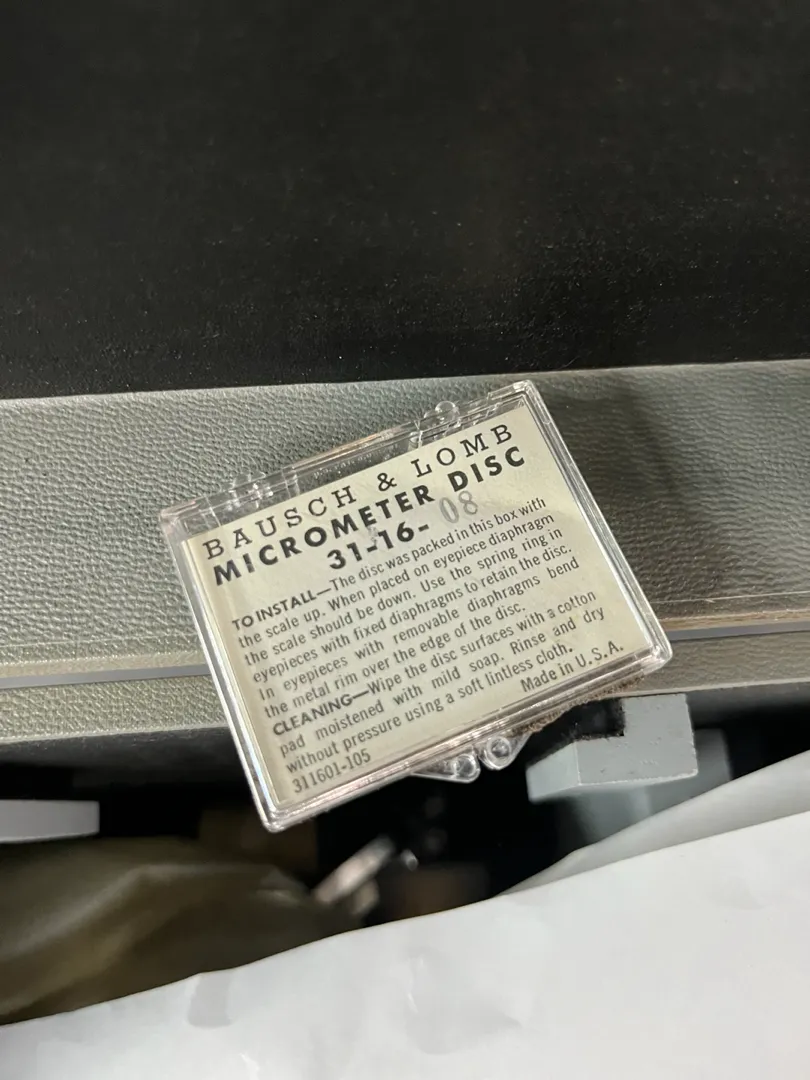 BAUSCH & LOMB
MICROMETER DISC
31-16-08
TO INSTALL—The disc was packed in this box with
the scale up. When placed on eyepiece diaphragm
the scale should be down. Use the spring ring in
eyepieces with fixed diaphragms to retain the disc.
In eyepieces with removable diaphragms bend
the metal rim over the edge of the disc.
CLEANING—Wipe the disc surfaces with a cotton
pad moistened with mild soap. Rinse and dry
without pressure using a soft lintless cloth.
311601-105 Made in U.S.A.